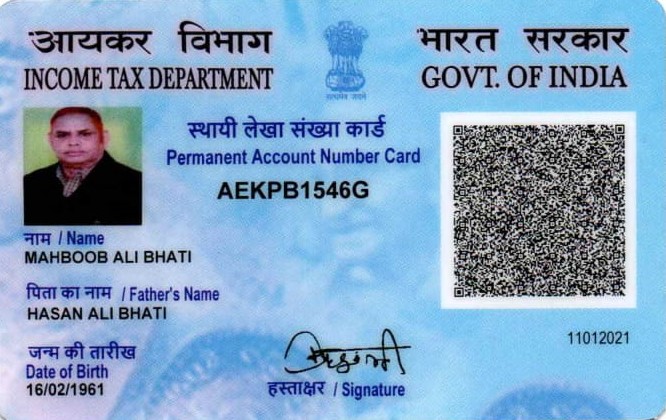 आयकर विभाग
INCOME TAX DEPARTMENT
भारत सरकार
GOVT. OF INDIA
सत्यमेव जयते
स्थायी लेखा संख्या कार्ड
Permanent Account Number Card
AEKPB1546G
नाम / Name
MAHBOOB ALI BHATI
पिता का नाम / Father's Name
HASAN ALI BHATI
जन्म की तारीख
Date of Birth
16/02/1961
हस्ताक्षर / Signature
11012021